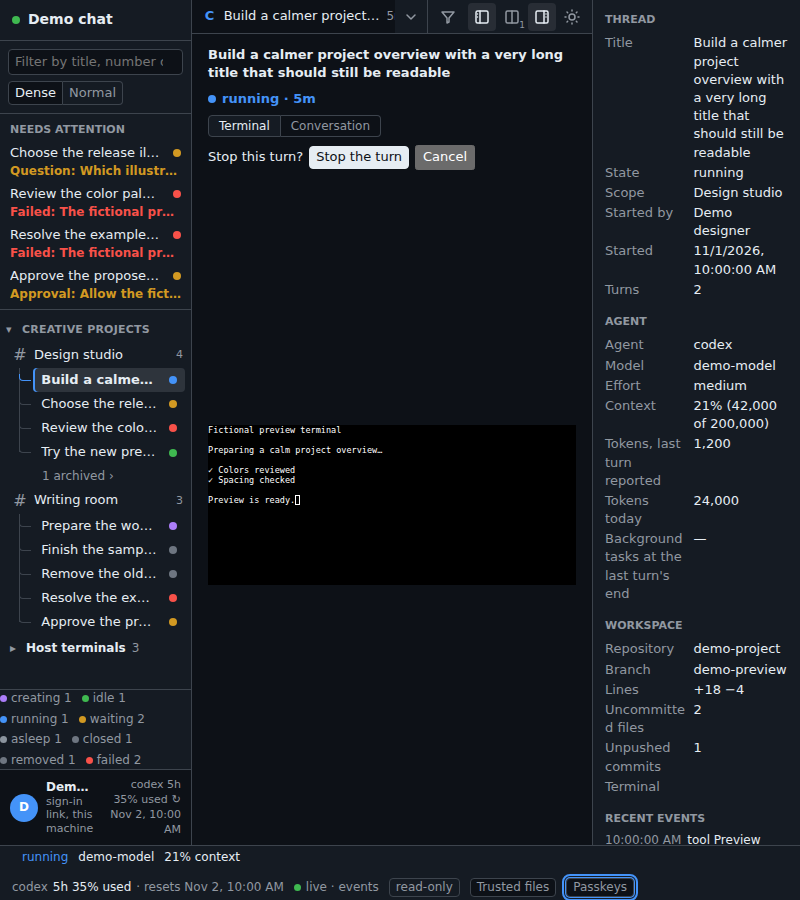 Demo chat
Filter by title, number o
Dense Normal
NEEDS ATTENTION
Choose the release il…
Question: Which illustr…
Review the color pal…
Failed: The fictional pr…
Resolve the example…
Failed: The fictional pr…
Approve the propose…
Approval: Allow the fict…
▾ CREATIVE PROJECTS
# Design studio 4
Build a calme…
Choose the rele…
Review the colo…
Try the new pre…
1 archived ›
# Writing room 3
Prepare the wo…
Finish the samp…
Remove the old…
Resolve the ex…
Approve the pr…
▸ Host terminals 3
creating 1 idle 1
running 1 waiting 2
asleep 1 closed 1
removed 1 failed 2
D
Dem…
sign-in
link, this
machine
codex 5h
35% used ↻
Nov 2, 10:00
AM
C Build a calmer project… 5
1
Build a calmer project overview with a very long
title that should still be readable
running · 5m
Terminal Conversation
Stop this turn? Stop the turn Cancel
Fictional preview terminal
Preparing a calm project overview…
✓ Colors reviewed
✓ Spacing checked
Preview is ready.
THREAD
Title Build a calmer
project
overview with
a very long
title that
should still be
readable
State running
Scope Design studio
Started by Demo
designer
Started 11/1/2026,
10:00:00 AM
Turns 2
AGENT
Agent codex
Model demo-model
Effort medium
Context 21% (42,000
of 200,000)
Tokens, last 1,200
turn
reported
Tokens 24,000
today
Background —
tasks at the
last turn's
end
WORKSPACE
Repository demo-project
Branch demo-preview
Lines +18 −4
Uncommitte 2
d files
Unpushed 1
commits
Terminal
RECENT EVENTS
10:00:00 AM tool Preview
running demo-model 21% context
codex 5h 35% used · resets Nov 2, 10:00 AM live · events read-only Trusted files Passkeys